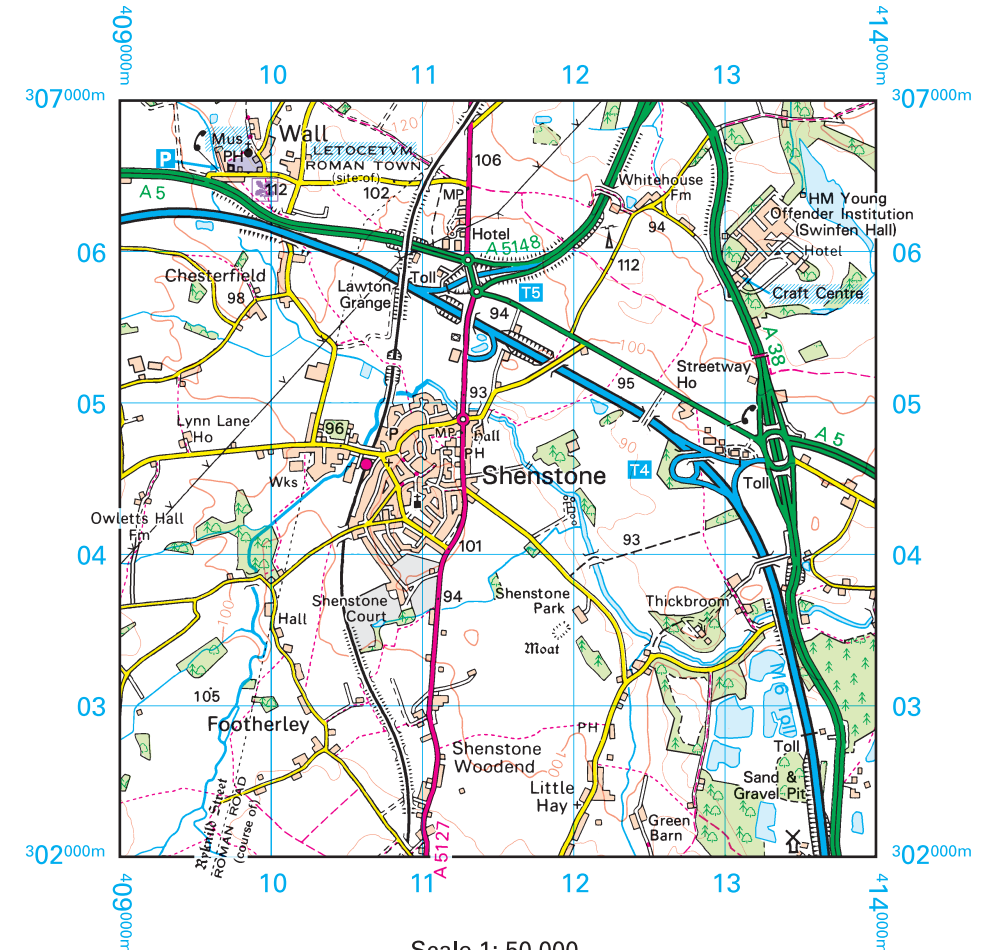 409000m
10
11
12
13
414000m
307000m
307000m
Wall
Mus
PH
P
LETOCETVM
ROMAN TOWN
(site of)
120
106
112
102
MP
A 5
Whitehouse
Fm
94
HM Young
Offender Institution
(Swinfen Hall)
Hotel
Hotel
A 5148
06
06
112
Chesterfield
98
Toll
Lawton
Grange
T5
94
Craft Centre
A 38
100
Streetway
Ho
95
93
05
05
Lynn Lane
Ho
96
P
MP
Hall
PH
90
A 5
Wks
Shenstone
T4
Toll
Owletts Hall
Fm
101
93
04
04
94
Shenstone
Court
Shenstone
Park
Thickbroom
100
Hall
Moat
105
M6 Toll
03
03
Footherley
PH
Toll
Shenstone
Woodend
100
Sand &
Gravel Pit
Little
Hay
Green
Barn
Ryknild Street
ROMAN ROAD
(course of)
A 5127
302000m
302000m
409000m
10
11
12
13
414000m
Scale 1: 50 000